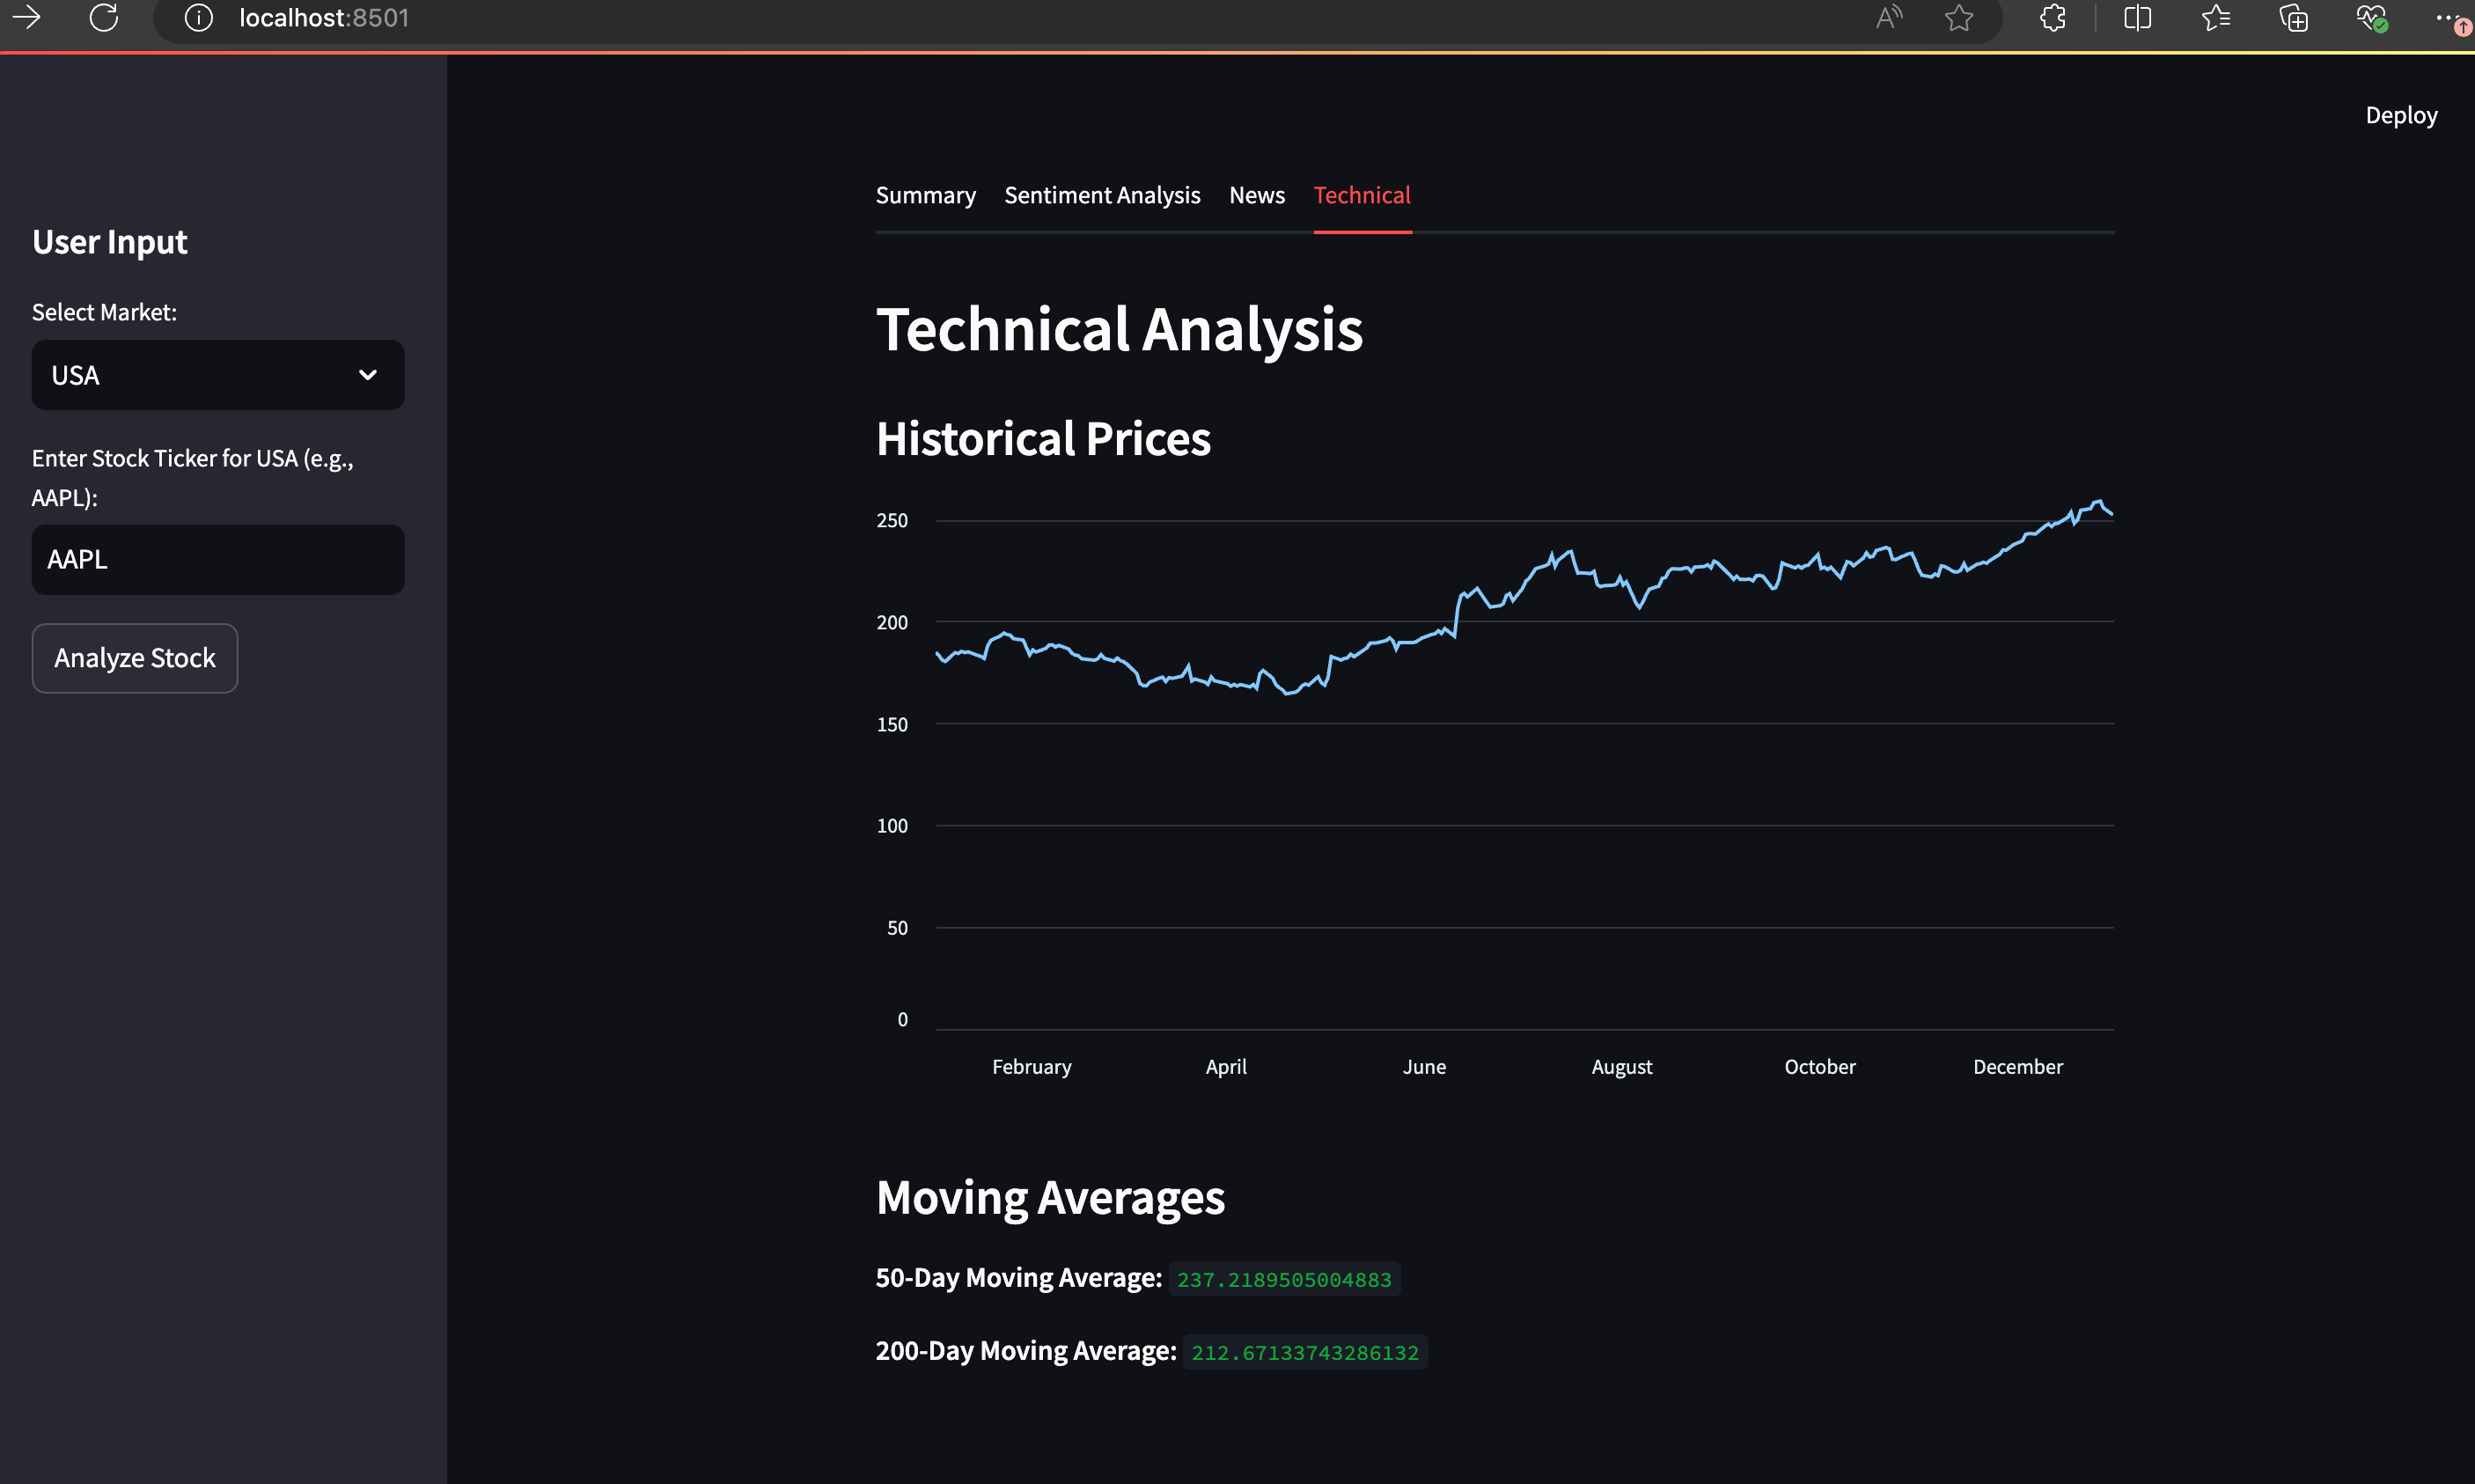 localhost:8501
Deploy
User Input
Select Market:
USA
Enter Stock Ticker for USA (e.g.,
AAPL):
AAPL
Analyze Stock
Summary Sentiment Analysis News Technical
Technical Analysis
Historical Prices
250
200
150
100
50
0
February April June August October December
Moving Averages
50-Day Moving Average: 237.2189505004883
200-Day Moving Average: 212.67133743286132